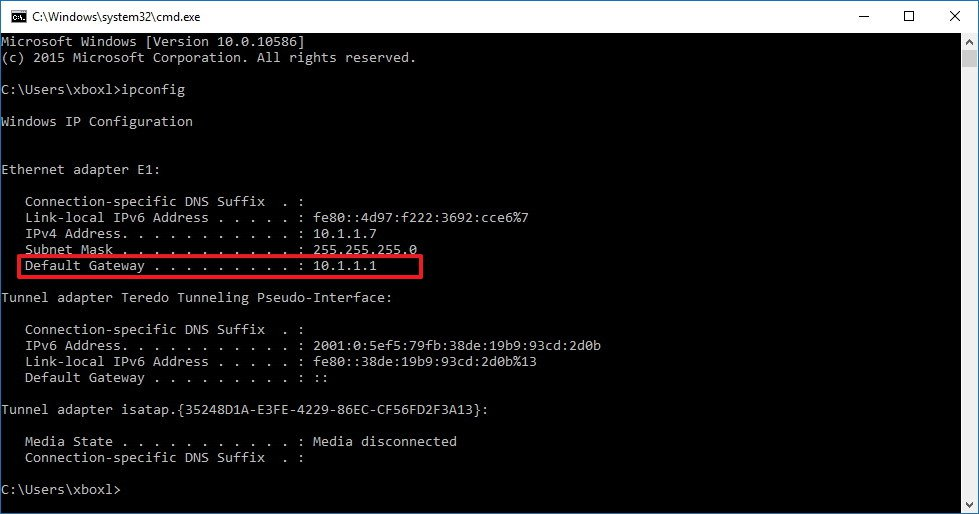 C:\Windows\system32\cmd.exe
Microsoft Windows [Version 10.0.10586]
(c) 2015 Microsoft Corporation. All rights reserved.
C:\Users\xboxl>ipconfig
Windows IP Configuration
Ethernet adapter E1:
Connection-specific DNS Suffix  . :
Link-local IPv6 Address . . . . . : fe80::4d97:f222:3692:cce6%7
IPv4 Address. . . . . . . . . . . : 10.1.1.7
Subnet Mask . . . . . . . . . . . : 255.255.255.0
Default Gateway . . . . . . . . . : 10.1.1.1
Tunnel adapter Teredo Tunneling Pseudo-Interface:
Connection-specific DNS Suffix  . :
IPv6 Address. . . . . . . . . . . : 2001:0:5ef5:79fb:38de:19b9:93cd:2d0b
Link-local IPv6 Address . . . . . : fe80::38de:19b9:93cd:2d0b%13
Default Gateway . . . . . . . . . : ::
Tunnel adapter isatap.{35248D1A-E3FE-4229-86EC-CF56FD2F3A13}:
Media State . . . . . . . . . . . : Media disconnected
Connection-specific DNS Suffix  . :
C:\Users\xboxl>